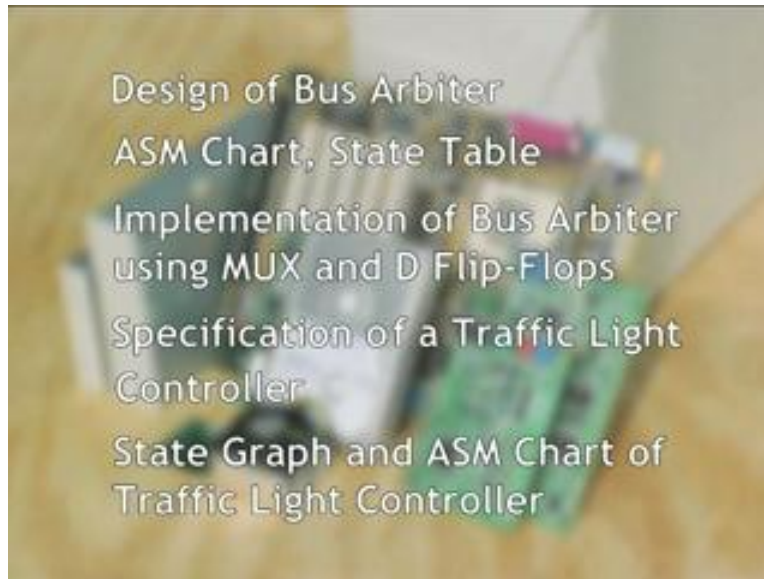 Design of Bus Arbiter
ASM Chart, State Table
Implementation of Bus Arbiter
using MUX and D Flip-Flops
Specification of a Traffic Light
Controller
State Graph and ASM Chart of
Traffic Light Controller